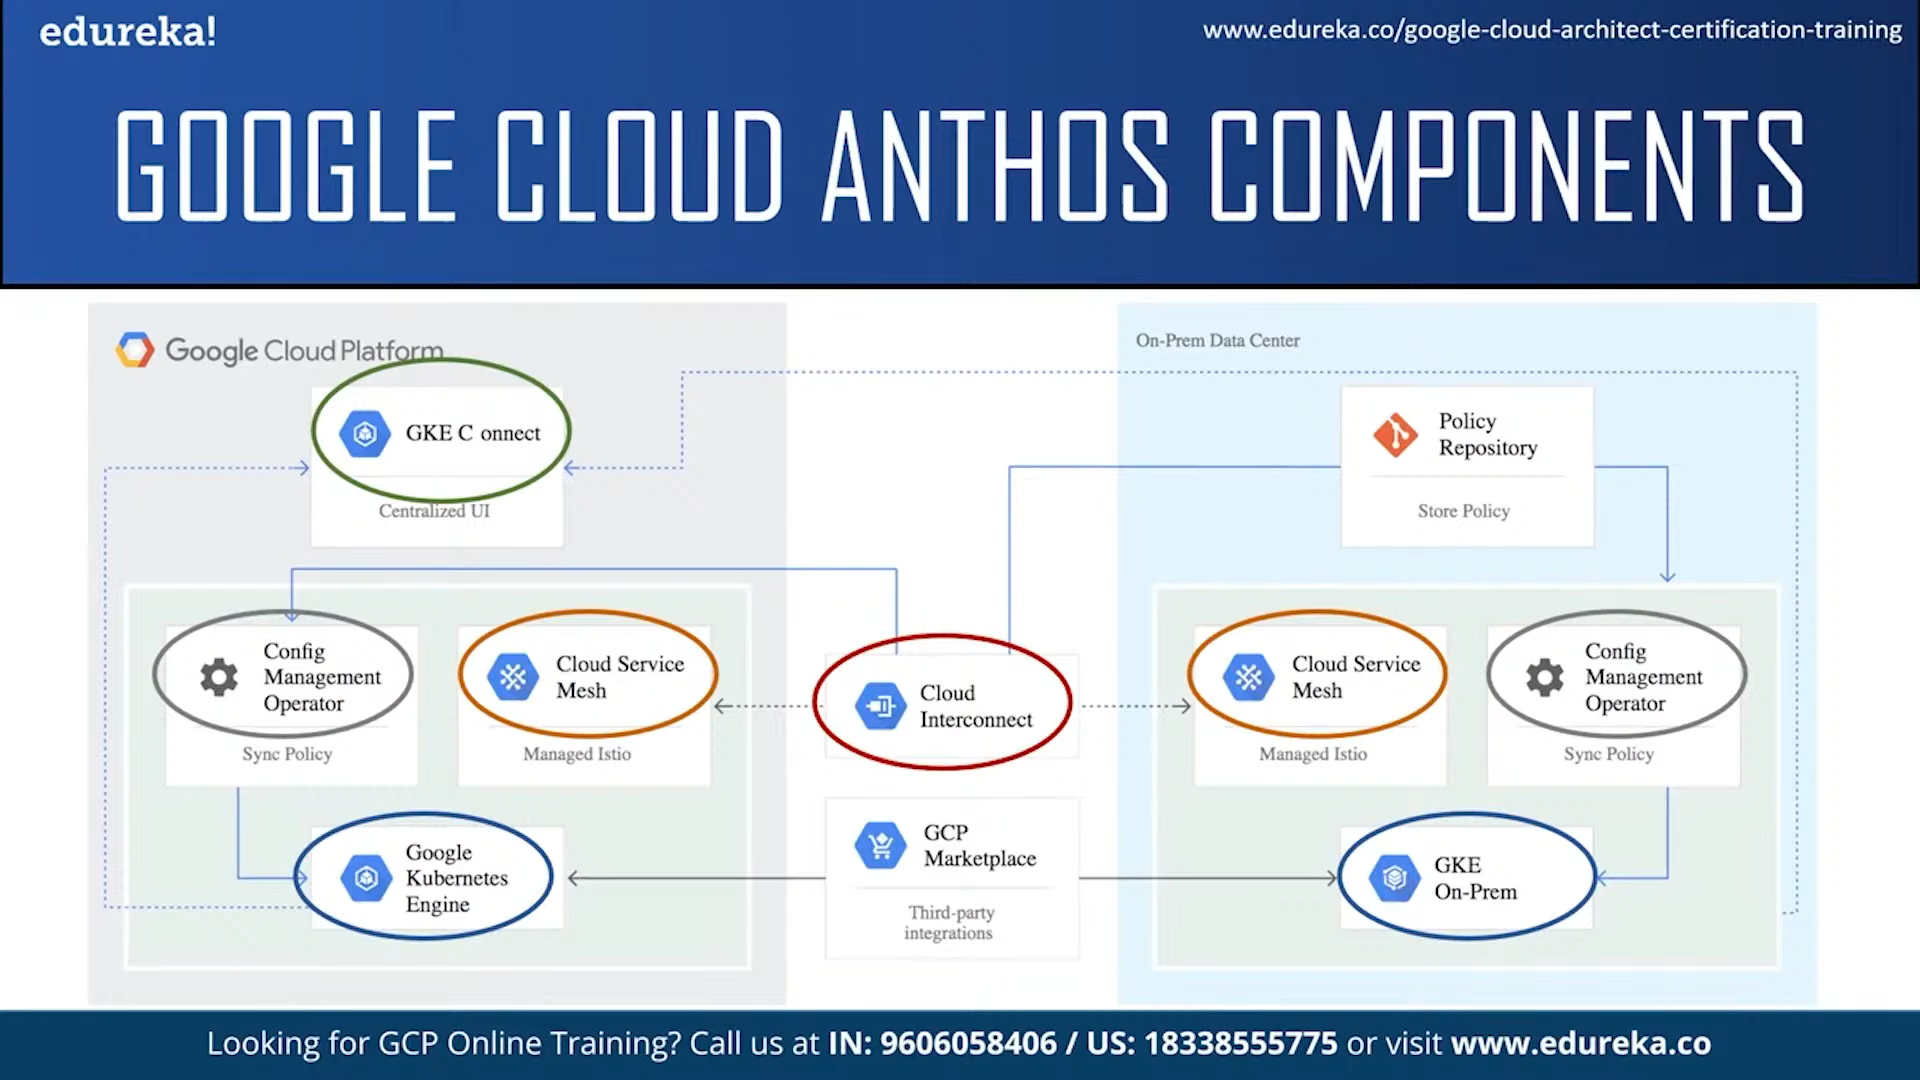 edureka!
www.edureka.co/google-cloud-architect-certification-training
GOOGLE CLOUD ANTHOS COMPONENTS
Google Cloud Platform
GKE C onnect
Centralized UI
On-Prem Data Center
Policy
Repository
Store Policy
Config
Management
Operator
Sync Policy
Cloud Service
Mesh
Managed Istio
Cloud
Interconnect
Cloud Service
Mesh
Managed Istio
Config
Management
Operator
Sync Policy
Google
Kubernetes
Engine
GCP
Marketplace
Third-party
integrations
GKE
On-Prem
Looking for GCP Online Training? Call us at IN: 9606058406 / US: 18338555775 or visit www.edureka.co